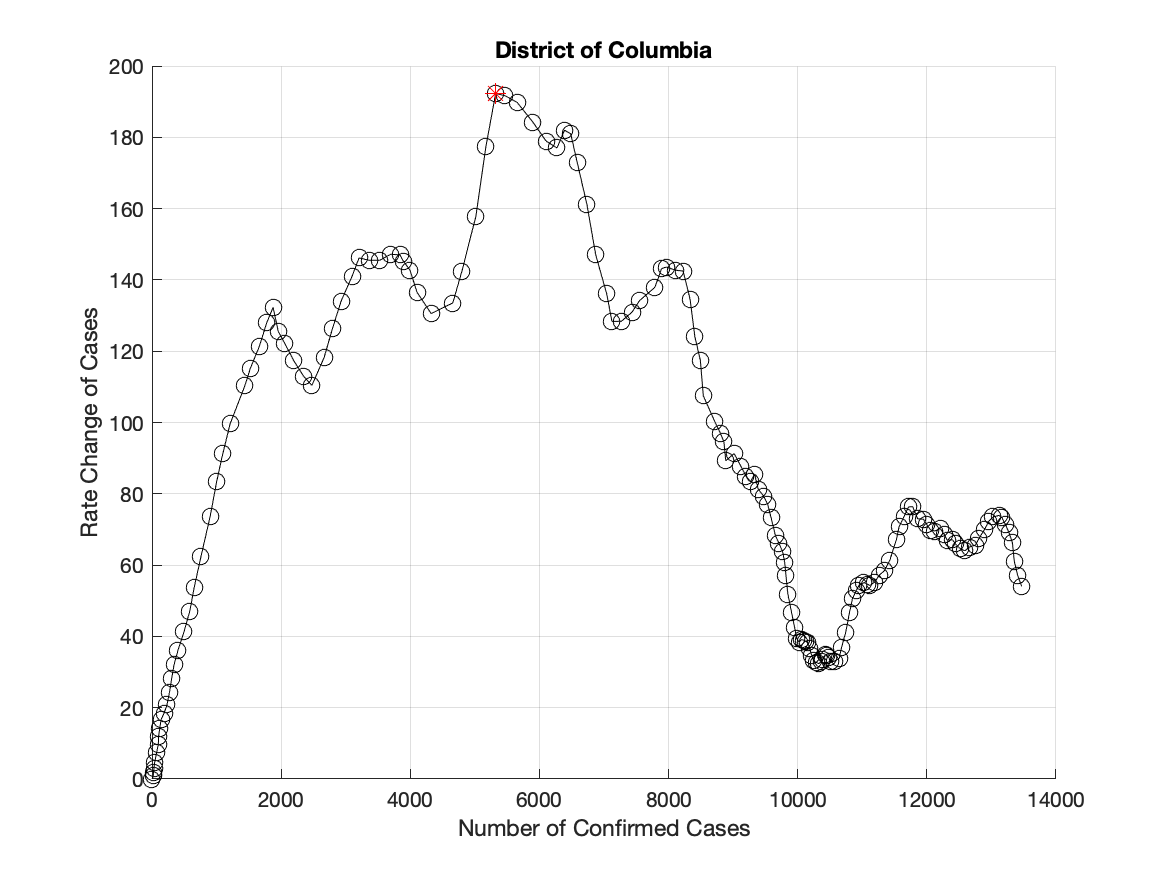 District of Columbia
200
180
160
140
120
100
80
60
40
20
0
Rate Change of Cases
0 2000 4000 6000 8000 10000 12000 14000
Number of Confirmed Cases